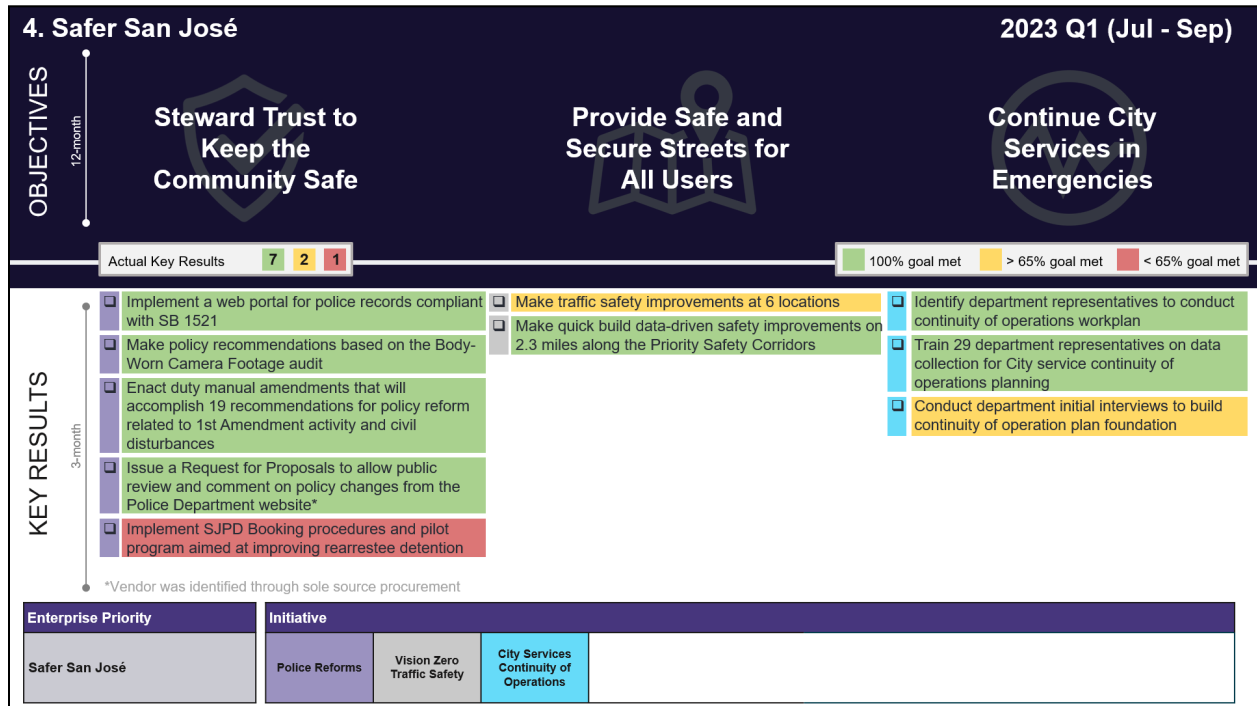 4. Safer San José
2023 Q1 (Jul - Sep)
OBJECTIVES
12-month
Steward Trust to
Keep the
Community Safe
Provide Safe and
Secure Streets for
All Users
Continue City
Services in
Emergencies
Actual Key Results 7 2 1
100% goal met > 65% goal met < 65% goal met
KEY RESULTS
3-month
Implement a web portal for police records compliant
with SB 1521
Make policy recommendations based on the Body-
Worn Camera Footage audit
Enact duty manual amendments that will
accomplish 19 recommendations for policy reform
related to 1st Amendment activity and civil
disturbances
Issue a Request for Proposals to allow public
review and comment on policy changes from the
Police Department website*
Implement SJPD Booking procedures and pilot
program aimed at improving rearrestee detention
*Vendor was identified through sole source procurement
Make traffic safety improvements at 6 locations
Make quick build data-driven safety improvements on
2.3 miles along the Priority Safety Corridors
Identify department representatives to conduct
continuity of operations workplan
Train 29 department representatives on data
collection for City service continuity of
operations planning
Conduct department initial interviews to build
continuity of operation plan foundation
Enterprise Priority
Initiative
Safer San José
Police Reforms
Vision Zero
Traffic Safety
City Services
Continuity of
Operations